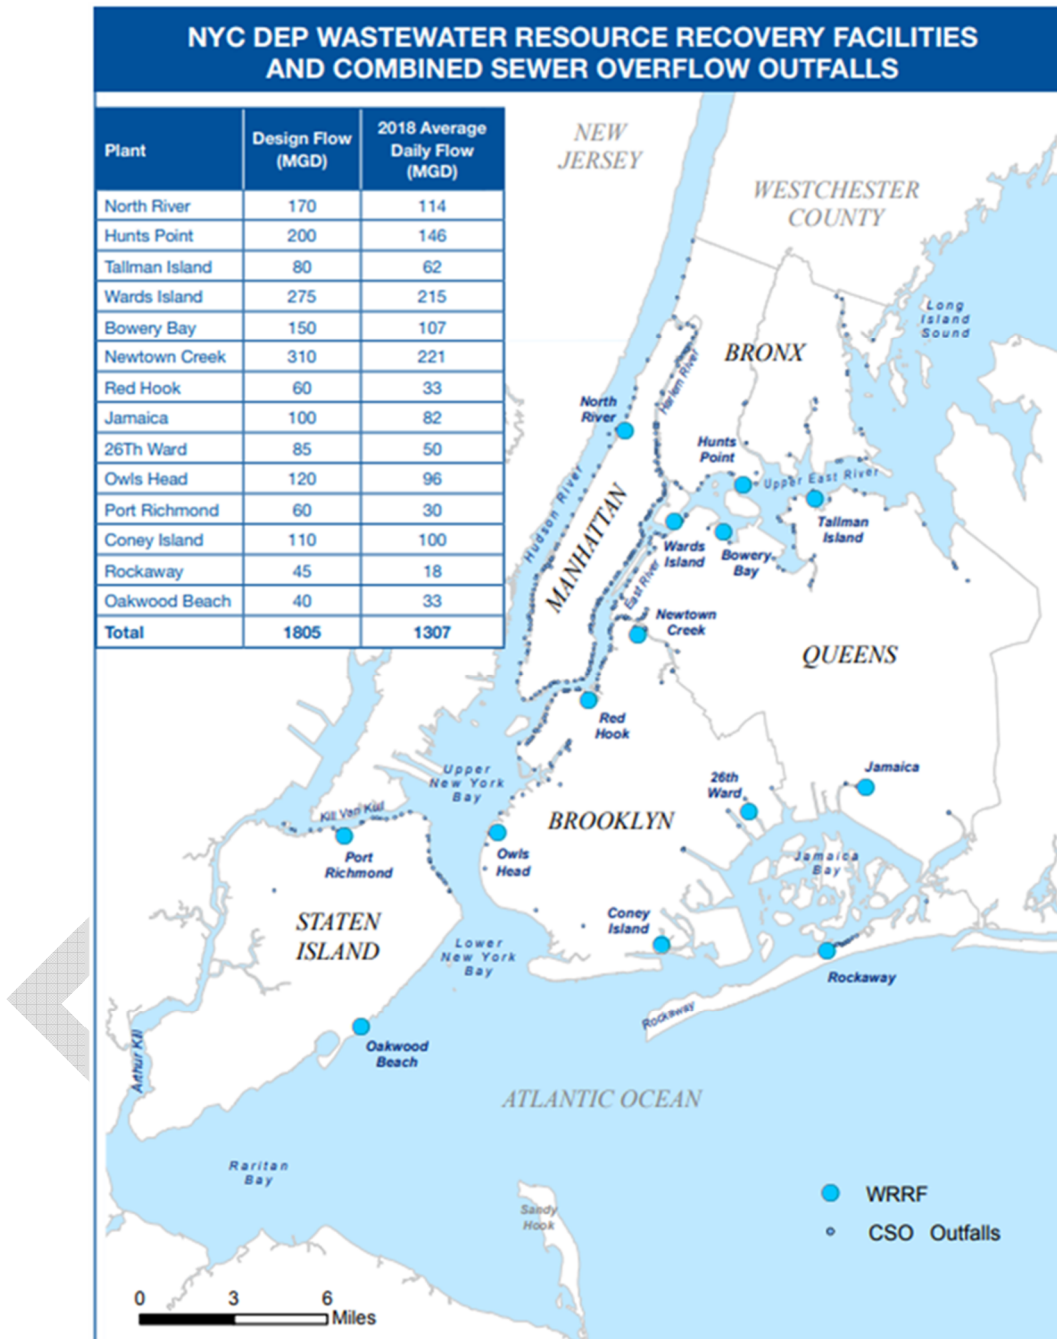 NYC DEP WASTEWATER RESOURCE RECOVERY FACILITIES
AND COMBINED SEWER OVERFLOW OUTFALLS
Plant Design Flow (MGD) 2018 Average Daily Flow (MGD)
North River 170 114
Hunts Point 200 146
Tallman Island 80 62
Wards Island 275 215
Bowery Bay 150 107
Newtown Creek 310 221
Red Hook 60 33
Jamaica 100 82
26Th Ward 85 50
Owls Head 120 96
Port Richmond 60 30
Coney Island 110 100
Rockaway 45 18
Oakwood Beach 40 33
Total 1805 1307
NEW
JERSEY
WESTCHESTER
COUNTY
Long
Island
Sound
BRONX
Harlem River
North
River
Hunts
Point
Upper East River
Hudson River
MANHATTAN
Tallman
Island
Wards
Island
Bowery
Bay
East River
Newtown
Creek
QUEENS
Red
Hook
Upper
New York
Bay
26th
Ward
Jamaica
Kill Van Kull
BROOKLYN
Port
Richmond
Owls
Head
Jamaica
Bay
STATEN
ISLAND
Coney
Island
Lower
New York
Bay
Rockaway
Rockaway
Oakwood
Beach
Arthur Kill
ATLANTIC OCEAN
Raritan
Bay
Sandy
Hook
WRRF
CSO Outfalls
0 3 6
Miles